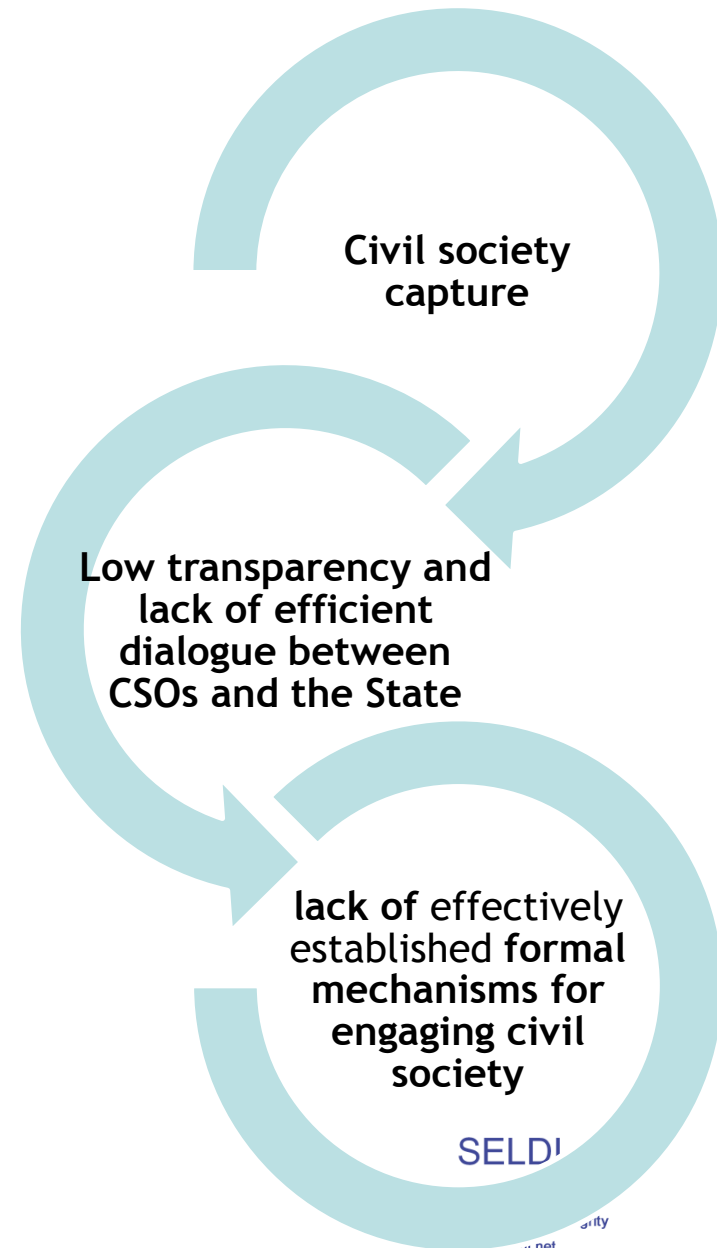 Civil society
capture
Low transparency and
lack of efficient
dialogue between
CSOs and the State
lack of effectively
established formal
mechanisms for
engaging civil
society